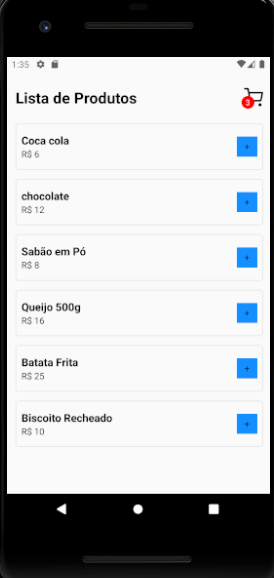 1:35
Lista de Produtos
3
Coca cola
R$ 6
+
chocolate
R$ 12
+
Sabão em Pó
R$ 8
+
Queijo 500g
R$ 16
+
Batata Frita
R$ 25
+
Biscoito Recheado
R$ 10
+